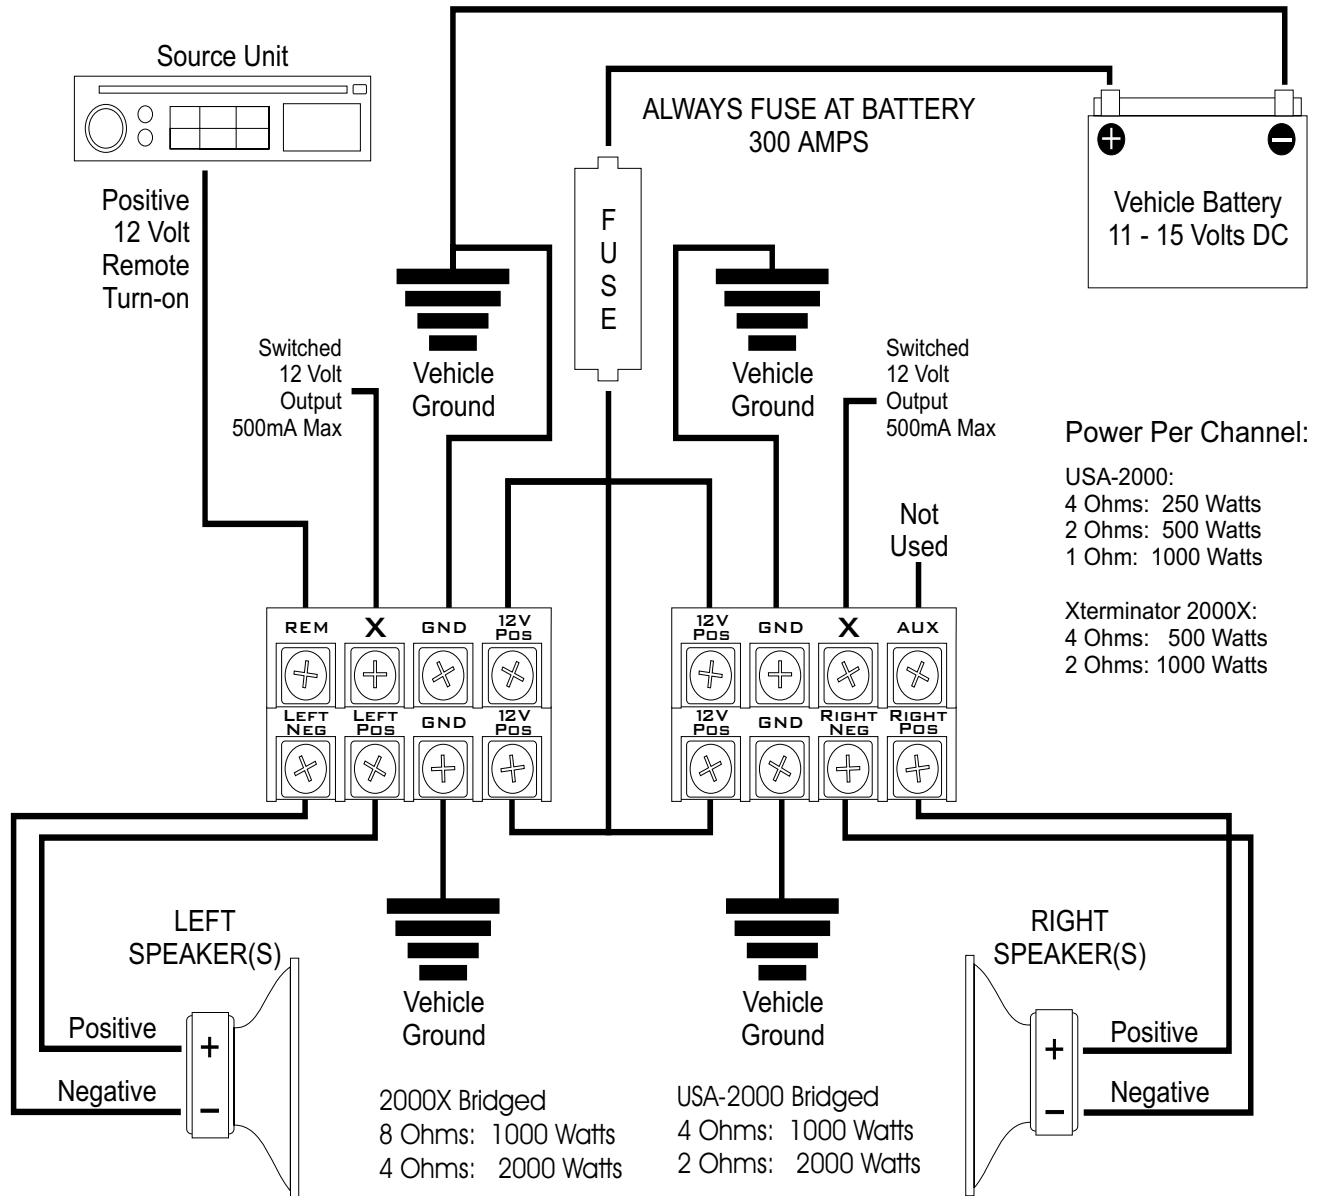 Source Unit
ALWAYS FUSE AT BATTERY
300 AMPS
+
−
Vehicle Battery
11 - 15 Volts DC
Positive
12 Volt
Remote
Turn-on
F
U
S
E
Switched
12 Volt
Output
500mA Max
Vehicle
Ground
Vehicle
Ground
Switched
12 Volt
Output
500mA Max
Power Per Channel:
USA-2000:
4 Ohms: 250 Watts
2 Ohms: 500 Watts
1 Ohm: 1000 Watts
Xterminator 2000X:
4 Ohms: 500 Watts
2 Ohms: 1000 Watts
Not
Used
REM X GND 12V POS
LEFT NEG LEFT POS GND 12V POS
12V POS GND X AUX
12V POS GND RIGHT NEG RIGHT POS
LEFT
SPEAKER(S)
Positive
+
Negative
−
Vehicle
Ground
Vehicle
Ground
RIGHT
SPEAKER(S)
+
Positive
−
Negative
2000X Bridged
8 Ohms: 1000 Watts
4 Ohms: 2000 Watts
USA-2000 Bridged
4 Ohms: 1000 Watts
2 Ohms: 2000 Watts